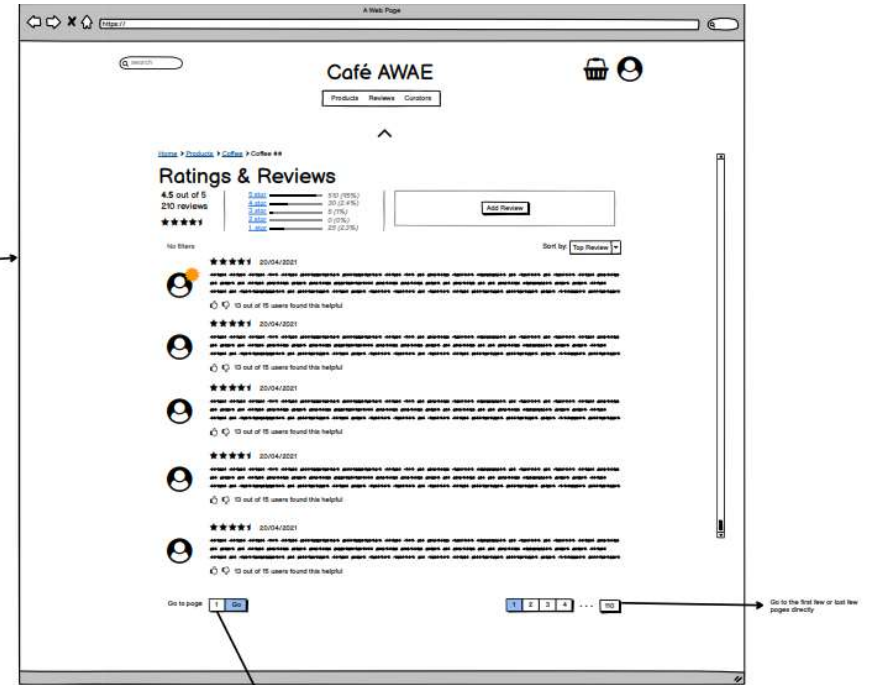 A Web Page
https://
search
Café AWAE
Products Reviews Curators
Home > Products > Coffee > Coffee ##
Ratings & Reviews
4.5 out of 5
210 reviews
5 star 510 (15%)
4 star 30 (2.4%)
3 star 5 (1%)
2 star 0 (0%)
1 star 25 (2.3%)
Add Review
No filters
Sort by: Top Review
20/04/2021
13 out of 15 users found this helpful
20/04/2021
13 out of 15 users found this helpful
20/04/2021
13 out of 15 users found this helpful
20/04/2021
13 out of 15 users found this helpful
20/04/2021
13 out of 15 users found this helpful
Go to page 1 Go
1 2 3 4 ... 110
Go to the first few or last few
pages directly